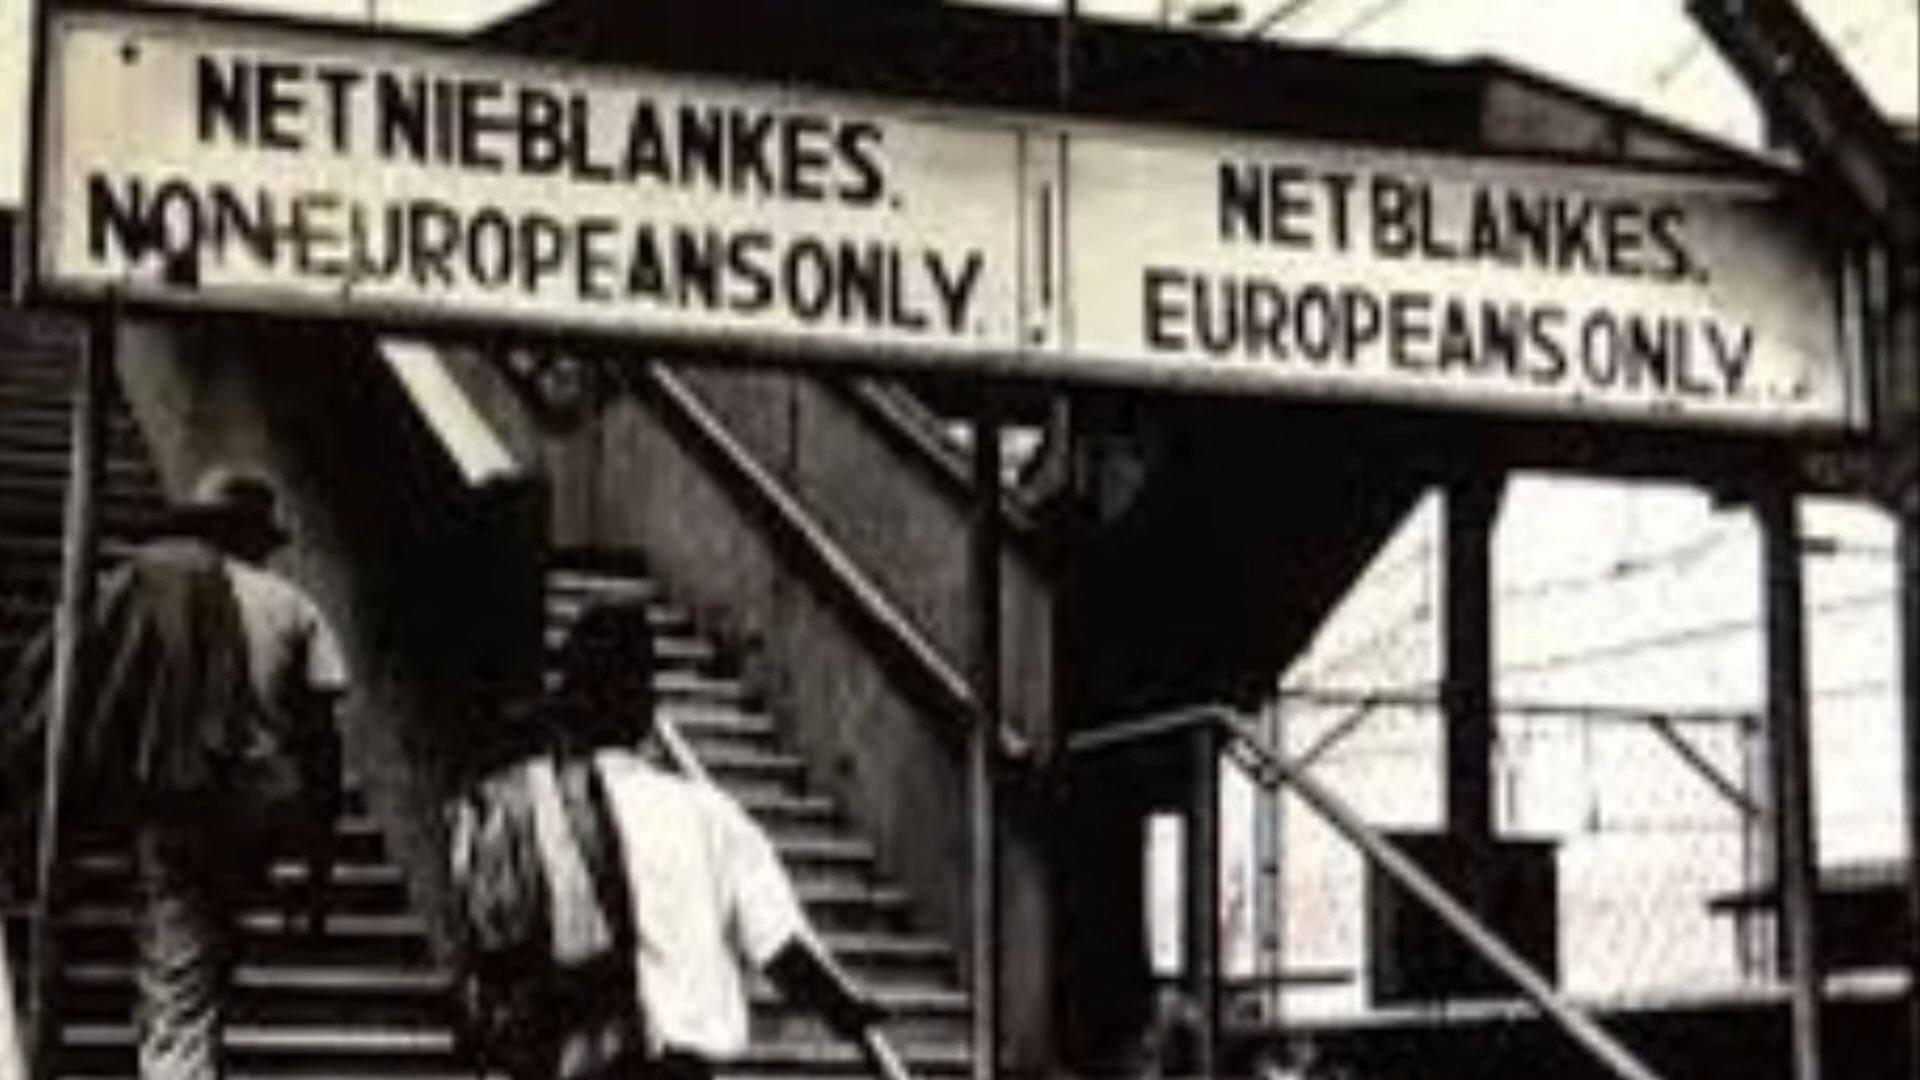 NET NIE-BLANKES.
NON-EUROPEANS ONLY.
NET BLANKES.
EUROPEANS ONLY...